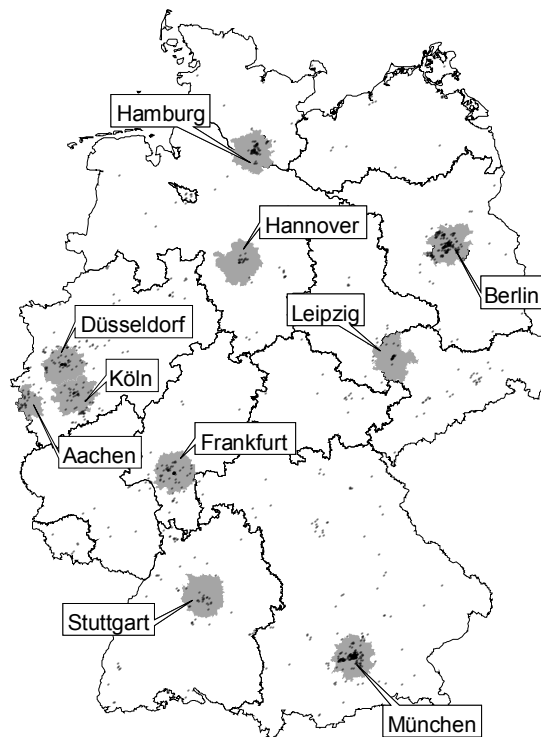 Hamburg
Hannover
Berlin
Leipzig
Düsseldorf
Köln
Aachen
Frankfurt
Stuttgart
München